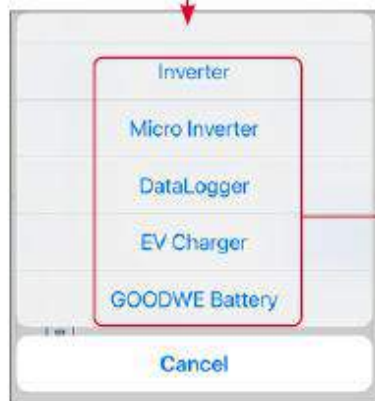 Inverter
Micro Inverter
DataLogger
EV Charger
GOODWE Battery
Cancel